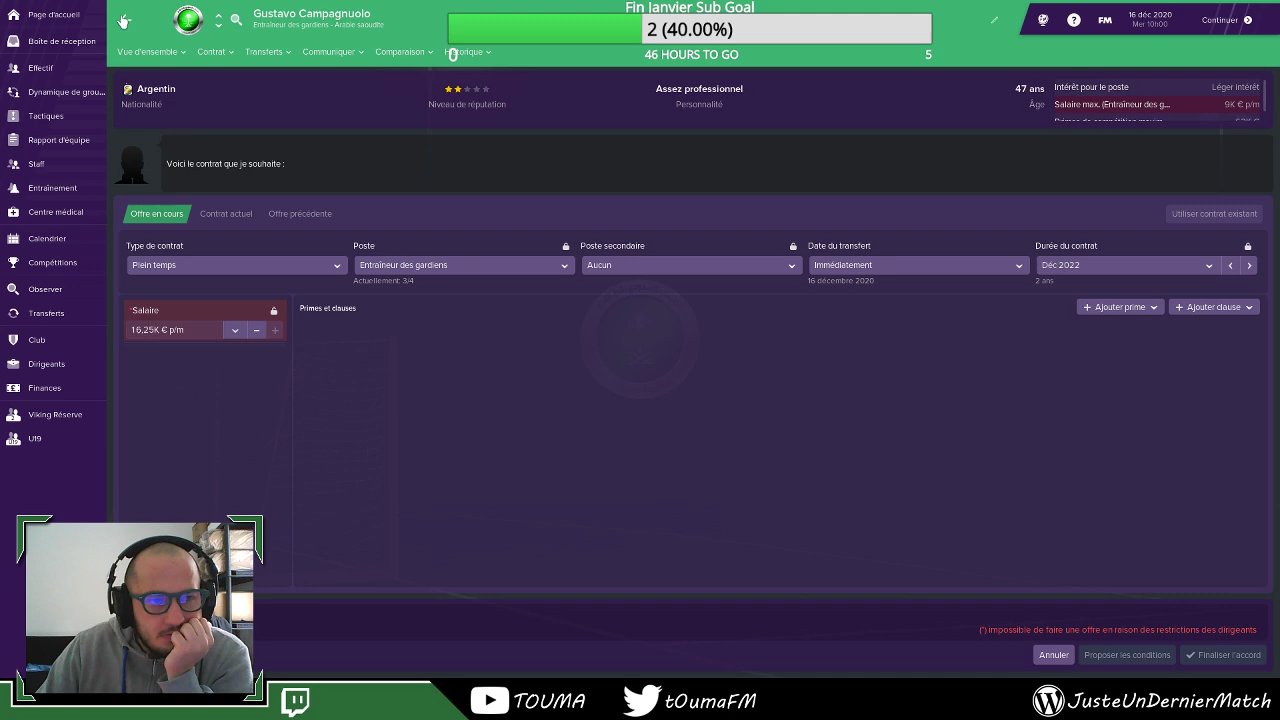 Page d'accueil
Boîte de réception
Effectif
Dynamique de grou...
Tactiques
Rapport d'équipe
Staff
Entraînement
Centre médical
Calendrier
Compétitions
Observer
Transferts
Club
Dirigeants
Finances
Viking Réserve
U19
Gustavo Campagnuolo
Entraîneur des gardiens - Arabie saoudite
Vue d'ensemble
Contrat
Transferts
Communiquer
Comparaison
Historique
Fin Janvier Sub Goal
2 (40.00%)
0
46 HOURS TO GO
5
FM
16 déc 2020
Mer 10h00
Continuer
Argentin
Nationalité
Niveau de réputation
Assez professionnel
Personnalité
47 ans
Âge
Intérêt pour le poste
Léger intérêt
Salaire max. (Entraîneur des g...
9K € p/m
Voici le contrat que je souhaite :
Offre en cours
Contrat actuel
Offre précédente
Utiliser contrat existant
Type de contrat
Poste
Poste secondaire
Date du transfert
Durée du contrat
Plein temps
Entraîneur des gardiens
Aucun
Immédiatement
Déc 2022
Actuellement: 3/4
16 décembre 2020
2 ans
*Salaire
16,25K € p/m
Primes et clauses
Ajouter prime
Ajouter clause
(*) impossible de faire une offre en raison des restrictions des dirigeants
Annuler
Proposer les conditions
Finaliser l'accord
TOUMA
tOumaFM
JusteUnDernierMatch